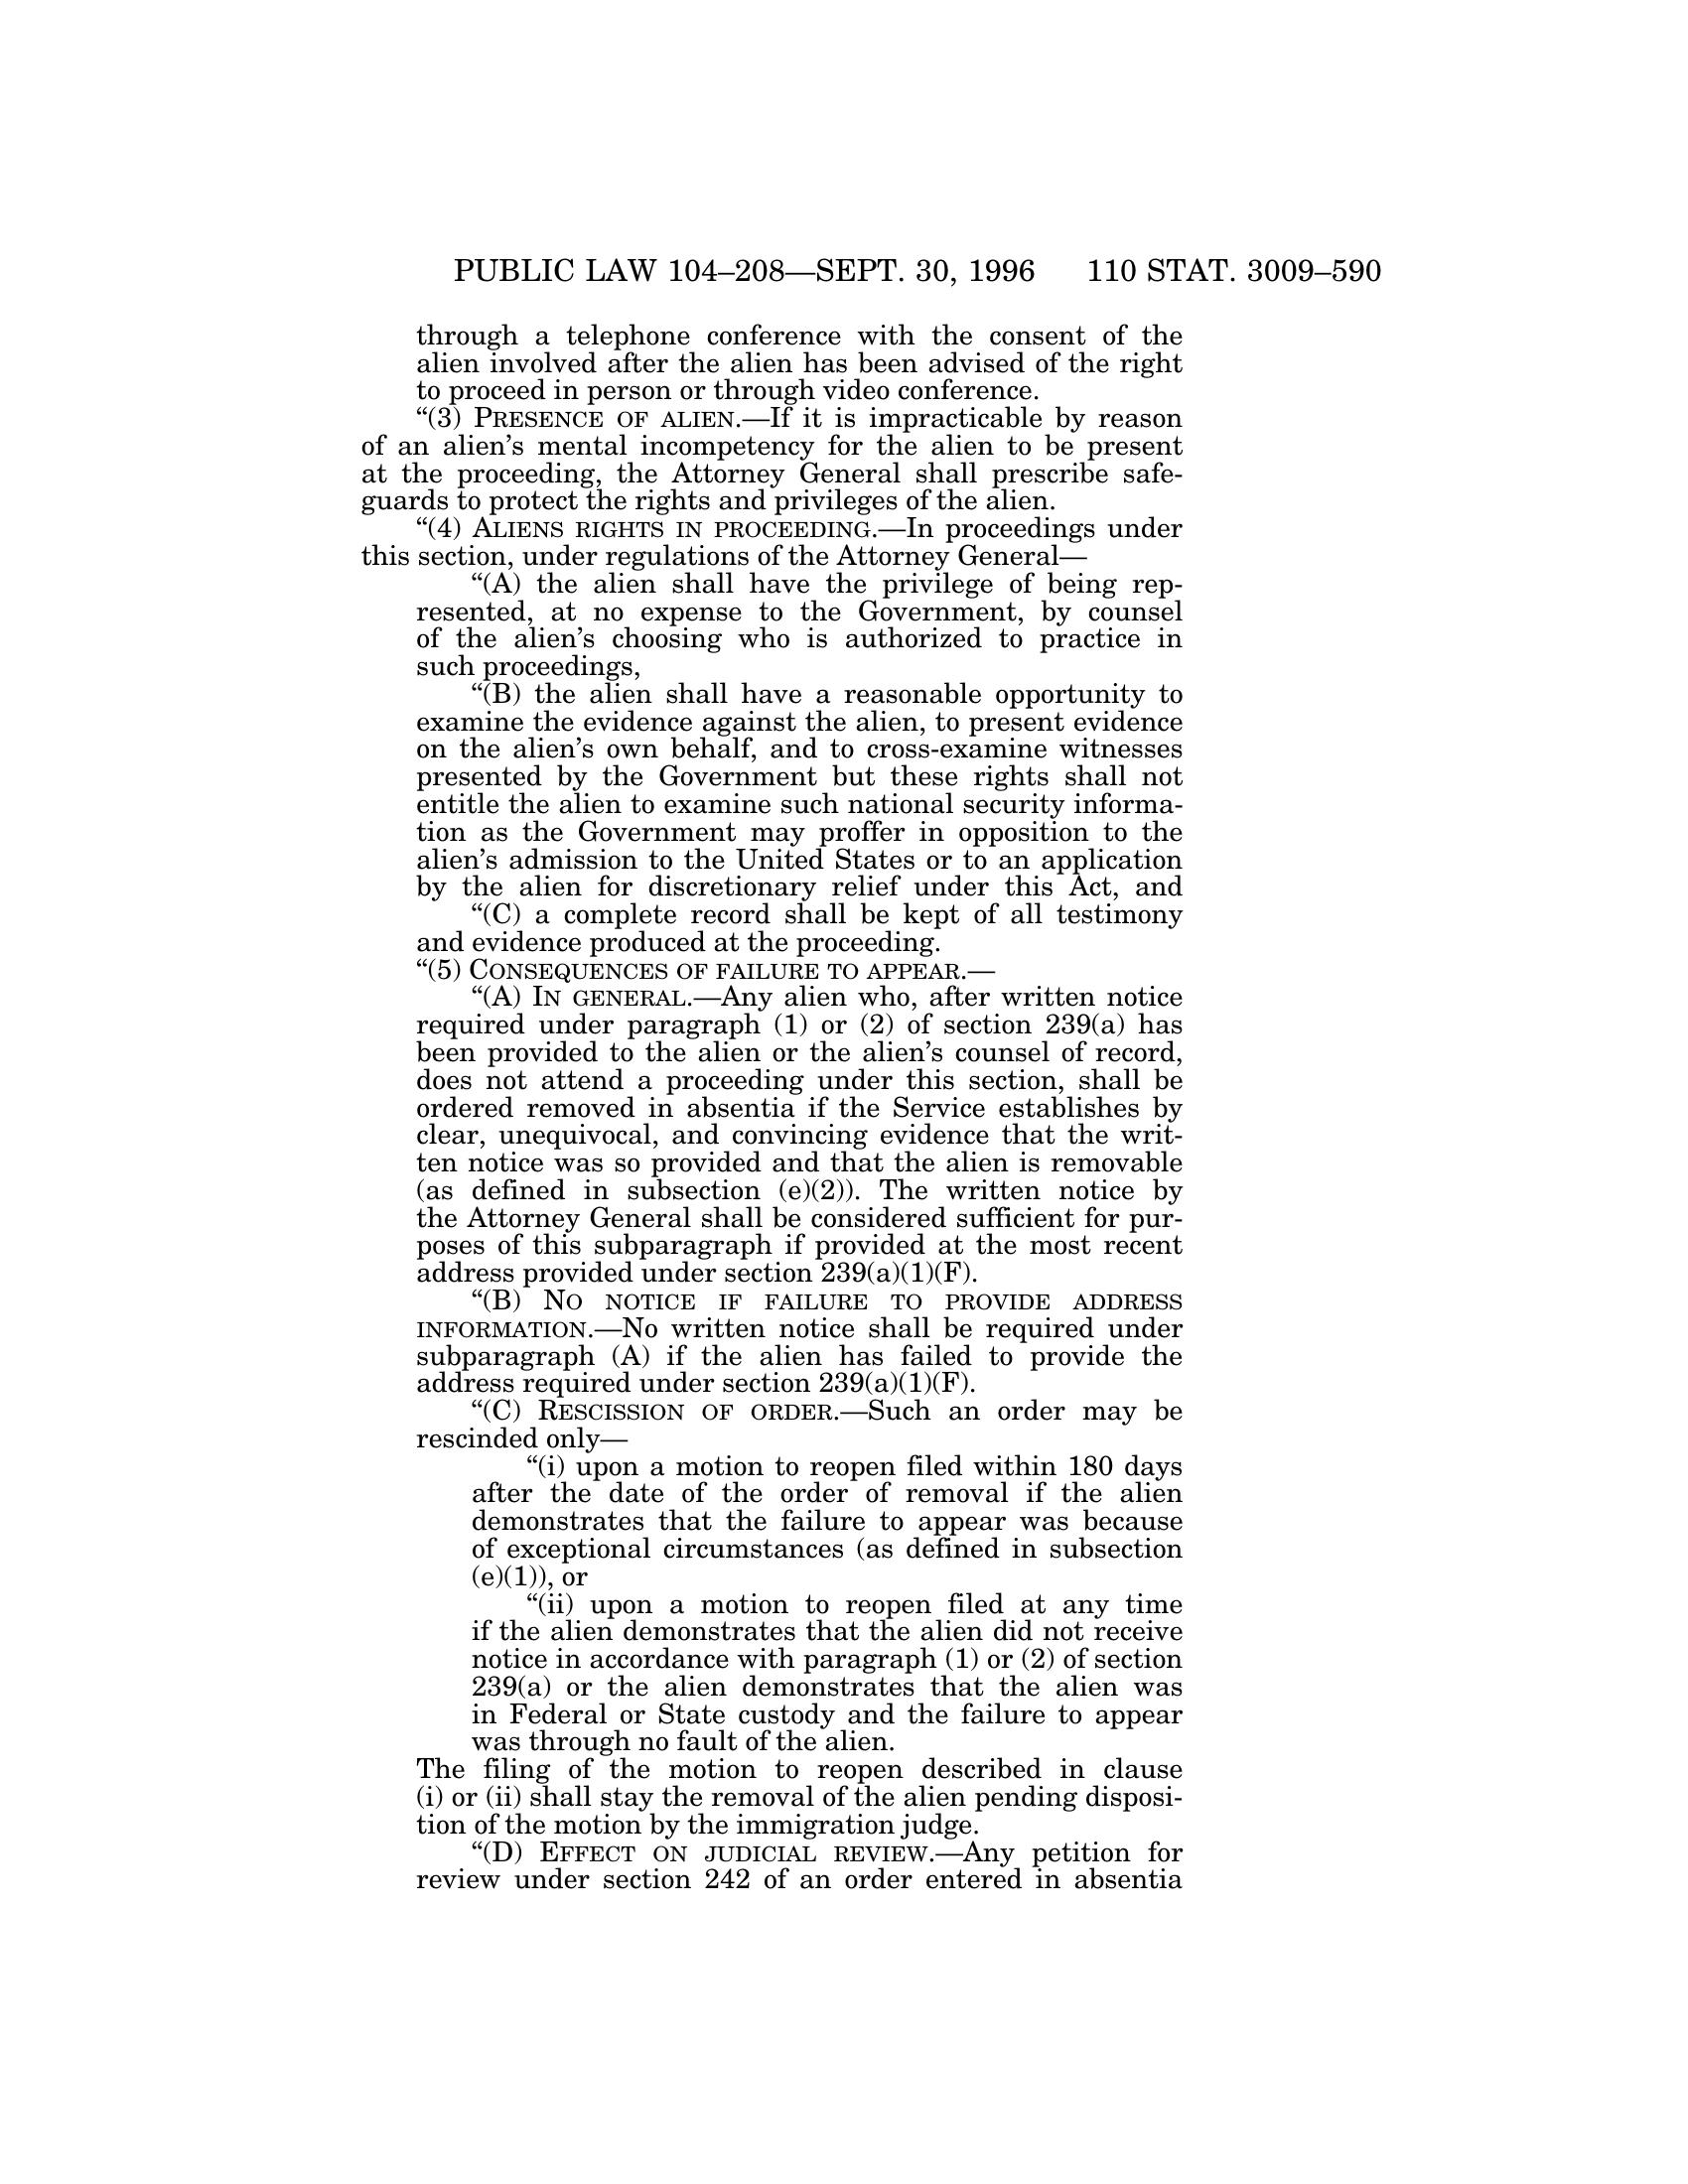 PUBLIC LAW 104–208—SEPT. 30, 1996 110 STAT. 3009–590
through a telephone conference with the consent of the
alien involved after the alien has been advised of the right
to proceed in person or through video conference.
“(3) PRESENCE OF ALIEN.—If it is impracticable by reason
of an alien’s mental incompetency for the alien to be present
at the proceeding, the Attorney General shall prescribe safe-
guards to protect the rights and privileges of the alien.
“(4) ALIENS RIGHTS IN PROCEEDING.—In proceedings under
this section, under regulations of the Attorney General—
“(A) the alien shall have the privilege of being rep-
resented, at no expense to the Government, by counsel
of the alien’s choosing who is authorized to practice in
such proceedings,
“(B) the alien shall have a reasonable opportunity to
examine the evidence against the alien, to present evidence
on the alien’s own behalf, and to cross-examine witnesses
presented by the Government but these rights shall not
entitle the alien to examine such national security informa-
tion as the Government may proffer in opposition to the
alien’s admission to the United States or to an application
by the alien for discretionary relief under this Act, and
“(C) a complete record shall be kept of all testimony
and evidence produced at the proceeding.
“(5) CONSEQUENCES OF FAILURE TO APPEAR.—
“(A) IN GENERAL.—Any alien who, after written notice
required under paragraph (1) or (2) of section 239(a) has
been provided to the alien or the alien’s counsel of record,
does not attend a proceeding under this section, shall be
ordered removed in absentia if the Service establishes by
clear, unequivocal, and convincing evidence that the writ-
ten notice was so provided and that the alien is removable
(as defined in subsection (e)(2)). The written notice by
the Attorney General shall be considered sufficient for pur-
poses of this subparagraph if provided at the most recent
address provided under section 239(a)(1)(F).
“(B) NO NOTICE IF FAILURE TO PROVIDE ADDRESS
INFORMATION.—No written notice shall be required under
subparagraph (A) if the alien has failed to provide the
address required under section 239(a)(1)(F).
“(C) RESCISSION OF ORDER.—Such an order may be
rescinded only—
“(i) upon a motion to reopen filed within 180 days
after the date of the order of removal if the alien
demonstrates that the failure to appear was because
of exceptional circumstances (as defined in subsection
(e)(1)), or
“(ii) upon a motion to reopen filed at any time
if the alien demonstrates that the alien did not receive
notice in accordance with paragraph (1) or (2) of section
239(a) or the alien demonstrates that the alien was
in Federal or State custody and the failure to appear
was through no fault of the alien.
The filing of the motion to reopen described in clause
(i) or (ii) shall stay the removal of the alien pending disposi-
tion of the motion by the immigration judge.
“(D) EFFECT ON JUDICIAL REVIEW.—Any petition for
review under section 242 of an order entered in absentia